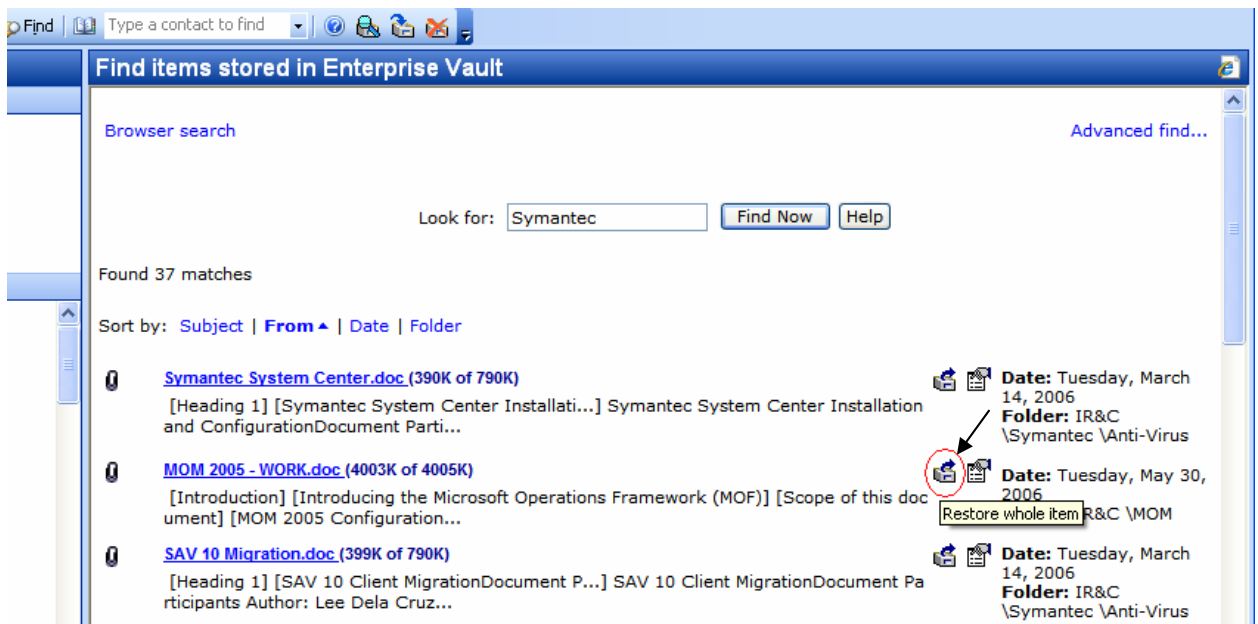 Find
Type a contact to find
Find items stored in Enterprise Vault
Browser search
Advanced find...
Look for: Symantec Find Now Help
Found 37 matches
Sort by: Subject | From | Date | Folder
Symantec System Center.doc (390K of 790K)
[Heading 1] [Symantec System Center Installati...] Symantec System Center Installation
and ConfigurationDocument Parti...
Date: Tuesday, March
14, 2006
Folder: IR&C
\Symantec \Anti-Virus
MOM 2005 - WORK.doc (4003K of 4005K)
[Introduction] [Introducing the Microsoft Operations Framework (MOF)] [Scope of this doc
ument] [MOM 2005 Configuration...
Date: Tuesday, May 30,
2006
Restore whole item
R&C \MOM
SAV 10 Migration.doc (399K of 790K)
[Heading 1] [SAV 10 Client MigrationDocument P...] SAV 10 Client MigrationDocument Pa
rticipants Author: Lee Dela Cruz...
Date: Tuesday, March
14, 2006
Folder: IR&C
\Symantec \Anti-Virus